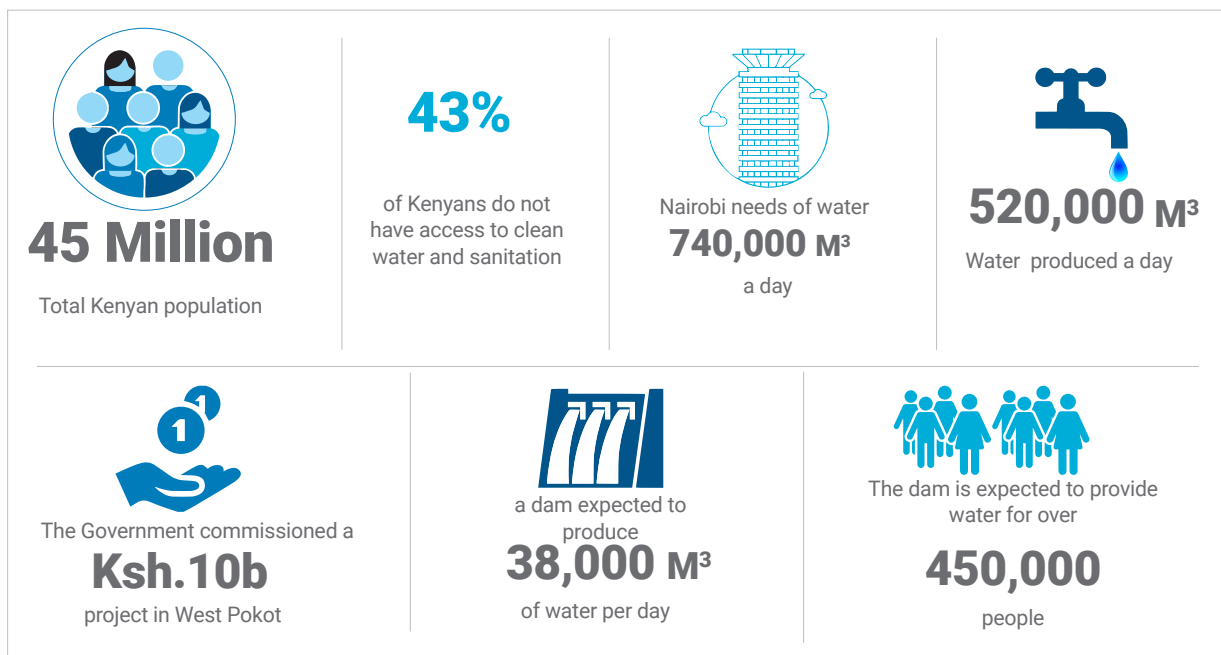 45 Million
Total Kenyan population
43%
of Kenyans do not
have access to clean
water and sanitation
Nairobi needs of water
740,000 M³
a day
520,000 M³
Water produced a day
1
1
The Government commissioned a
Ksh.10b
project in West Pokot
a dam expected to
produce
38,000 M³
of water per day
The dam is expected to provide
water for over
450,000
people